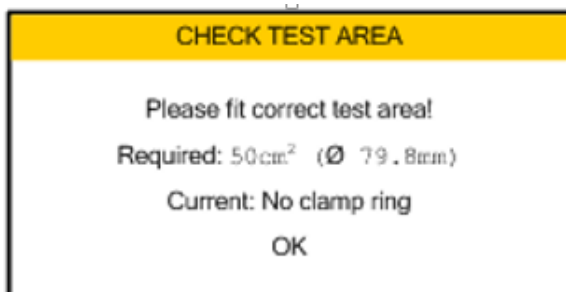 CHECK TEST AREA
Please fit correct test area!
Required: 50cm² (Ø 79.8mm)
Current: No clamp ring
OK